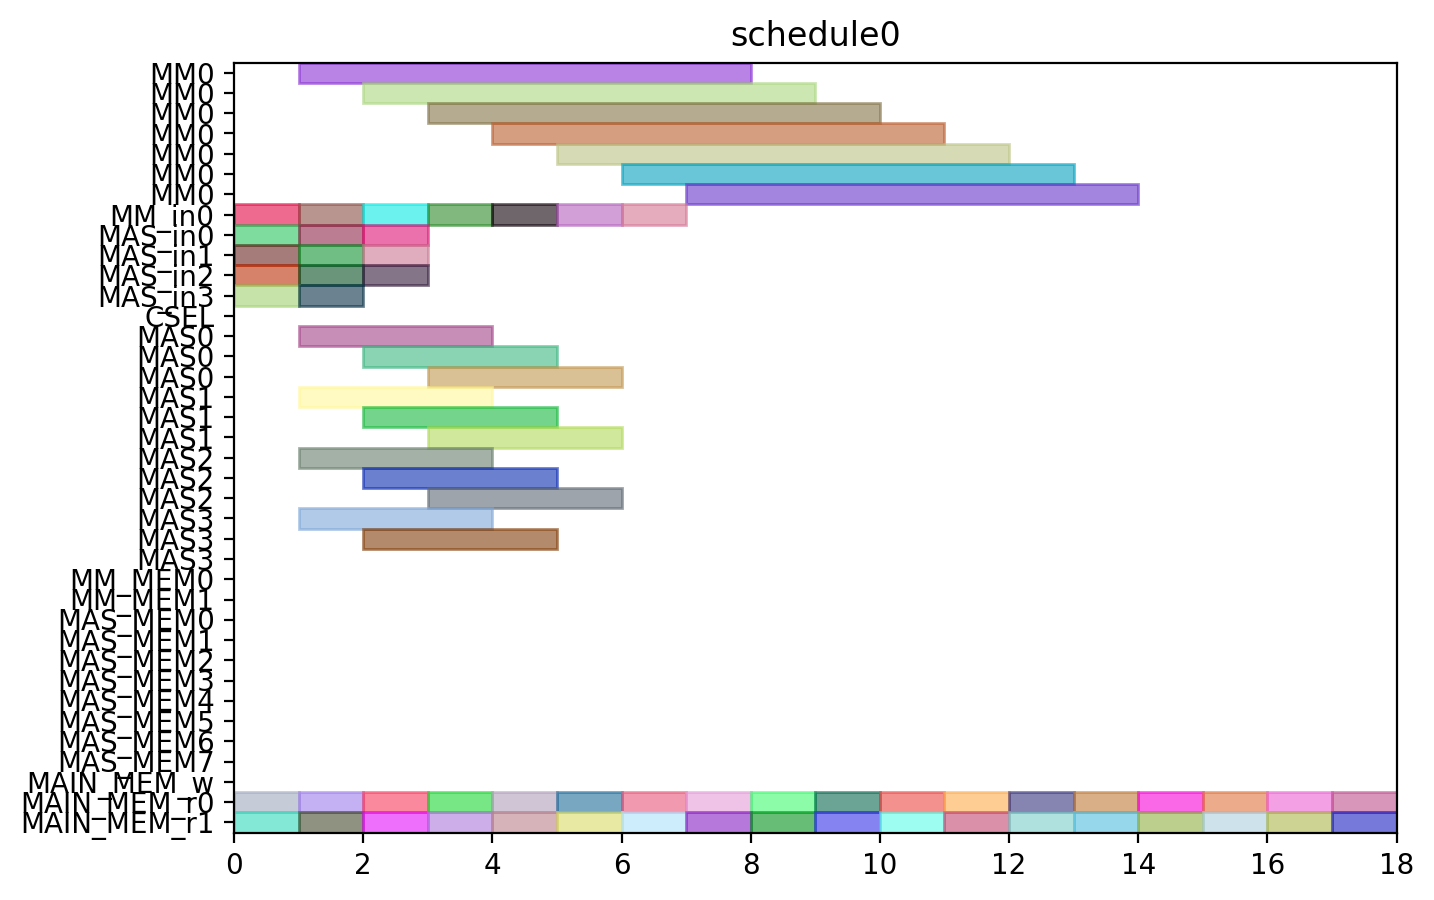 schedule0
MM0
MM0
MM0
MM0
MM0
MM0
MM0
MM_in0
MAS_in0
MAS_in1
MAS_in2
MAS_in3
CSEL
MAS0
MAS0
MAS0
MAS1
MAS1
MAS1
MAS2
MAS2
MAS2
MAS3
MAS3
MAS3
MM_MEM0
MM_MEM1
MAS_MEM0
MAS_MEM1
MAS_MEM2
MAS_MEM3
MAS_MEM4
MAS_MEM5
MAS_MEM6
MAS_MEM7
MAIN_MEM_w
MAIN_MEM_r0
MAIN_MEM_r1
0 2 4 6 8 10 12 14 16 18